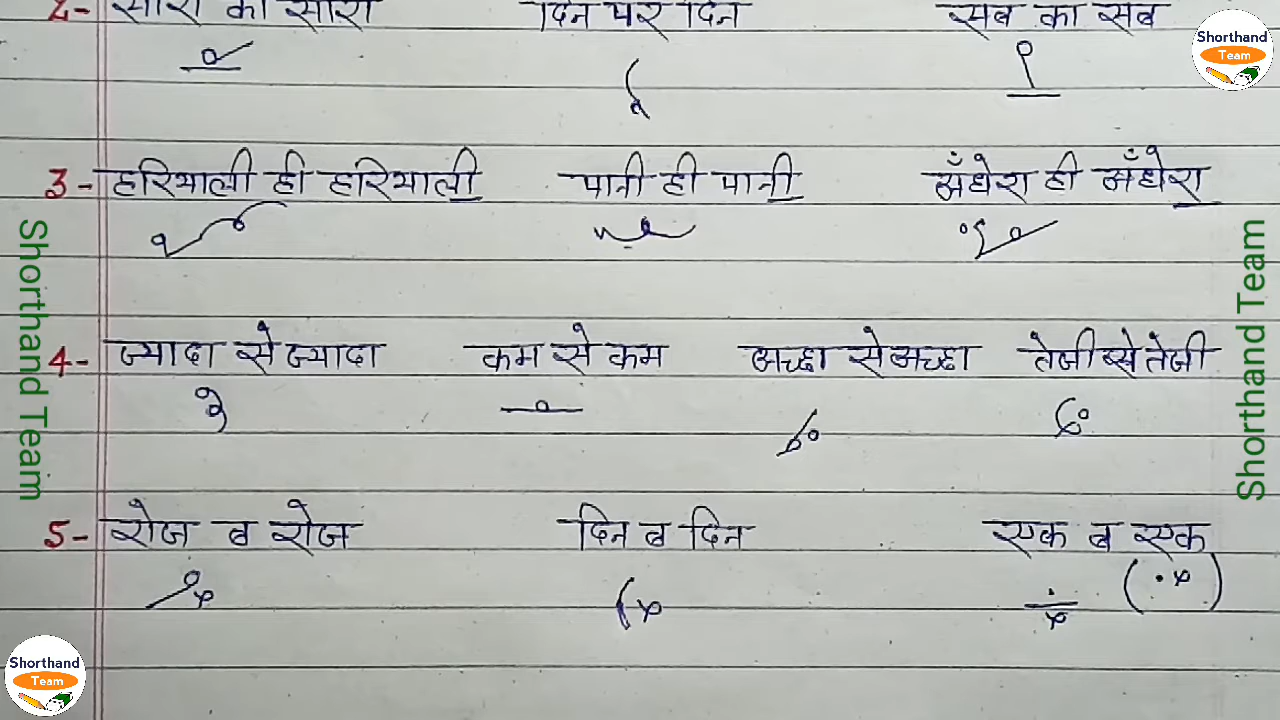 2- सारा का सारा दिन पर दिन सब का सब
Shorthand Team
3- हरियाली ही हरियाली पानी ही पानी अँधेरा ही अँधेरा
Shorthand Team
Shorthand Team
4- ज्यादा से ज्यादा कम से कम अच्छा से अच्छा तेजी से तेजी
5- रोज ब रोज दिन ब दिन एक ब एक
Shorthand Team